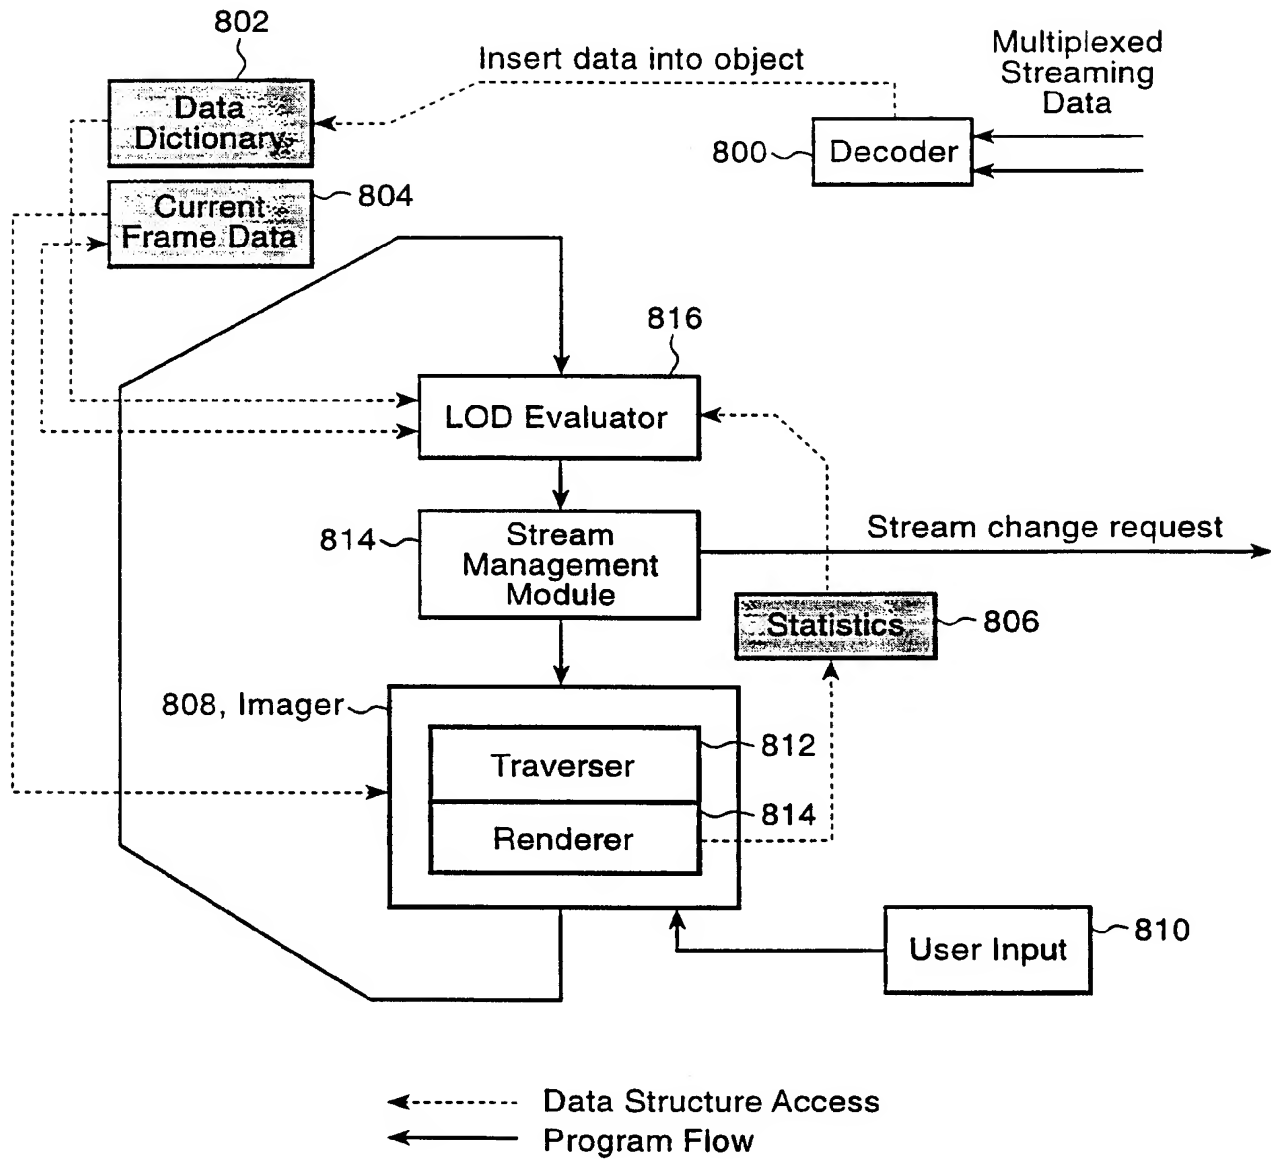 802
Insert data into object
Multiplexed
Streaming
Data
Data
Dictionary
800
Decoder
804
Current
Frame Data
816
LOD Evaluator
814
Stream
Management
Module
Stream change request
Statistics
806
808, Imager
812
Traverser
814
Renderer
User Input
810
Data Structure Access
Program Flow